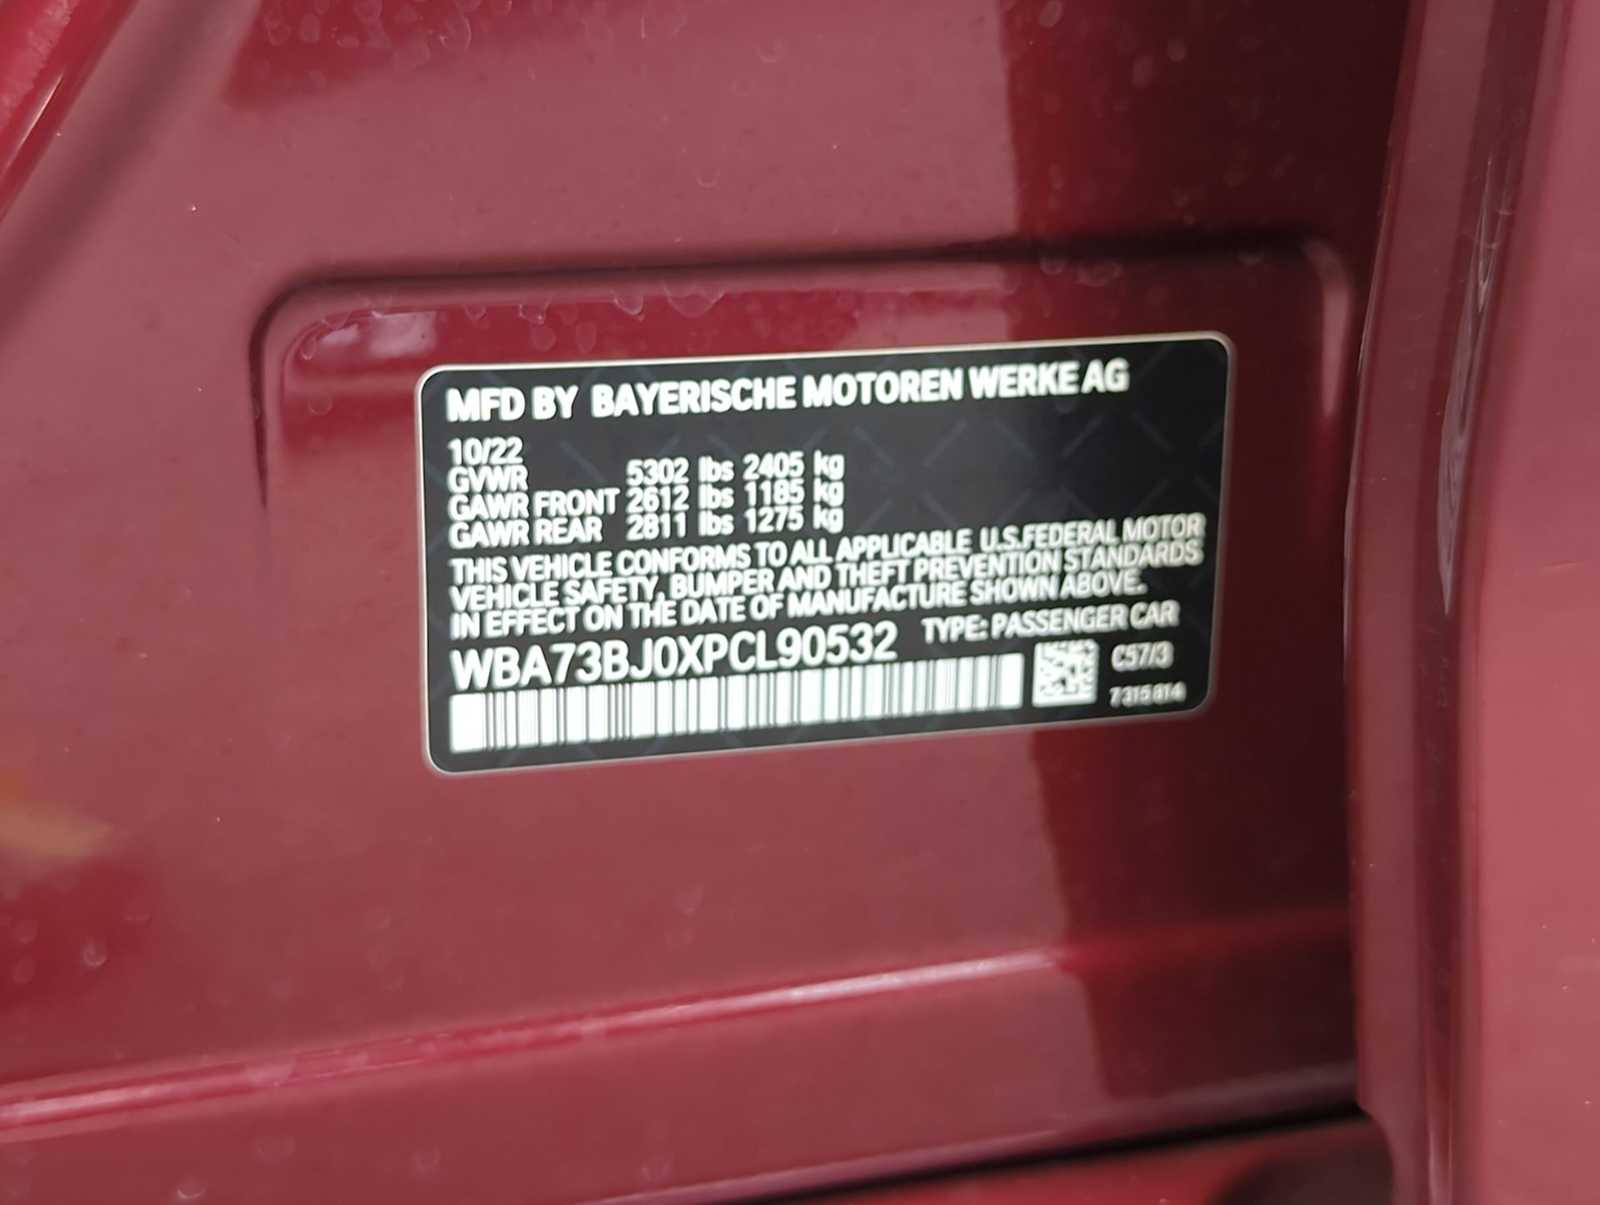 MFD BY BAYERISCHE MOTOREN WERKE AG
10/22
GVWR 5302 lbs 2405 kg
GAWR FRONT 2612 lbs 1185 kg
GAWR REAR 2811 lbs 1275 kg
THIS VEHICLE CONFORMS TO ALL APPLICABLE U.S.FEDERAL MOTOR
VEHICLE SAFETY, BUMPER AND THEFT PREVENTION STANDARDS
IN EFFECT ON THE DATE OF MANUFACTURE SHOWN ABOVE.
WBA73BJ0XPCL90532 TYPE: PASSENGER CAR
C57/3
7315814